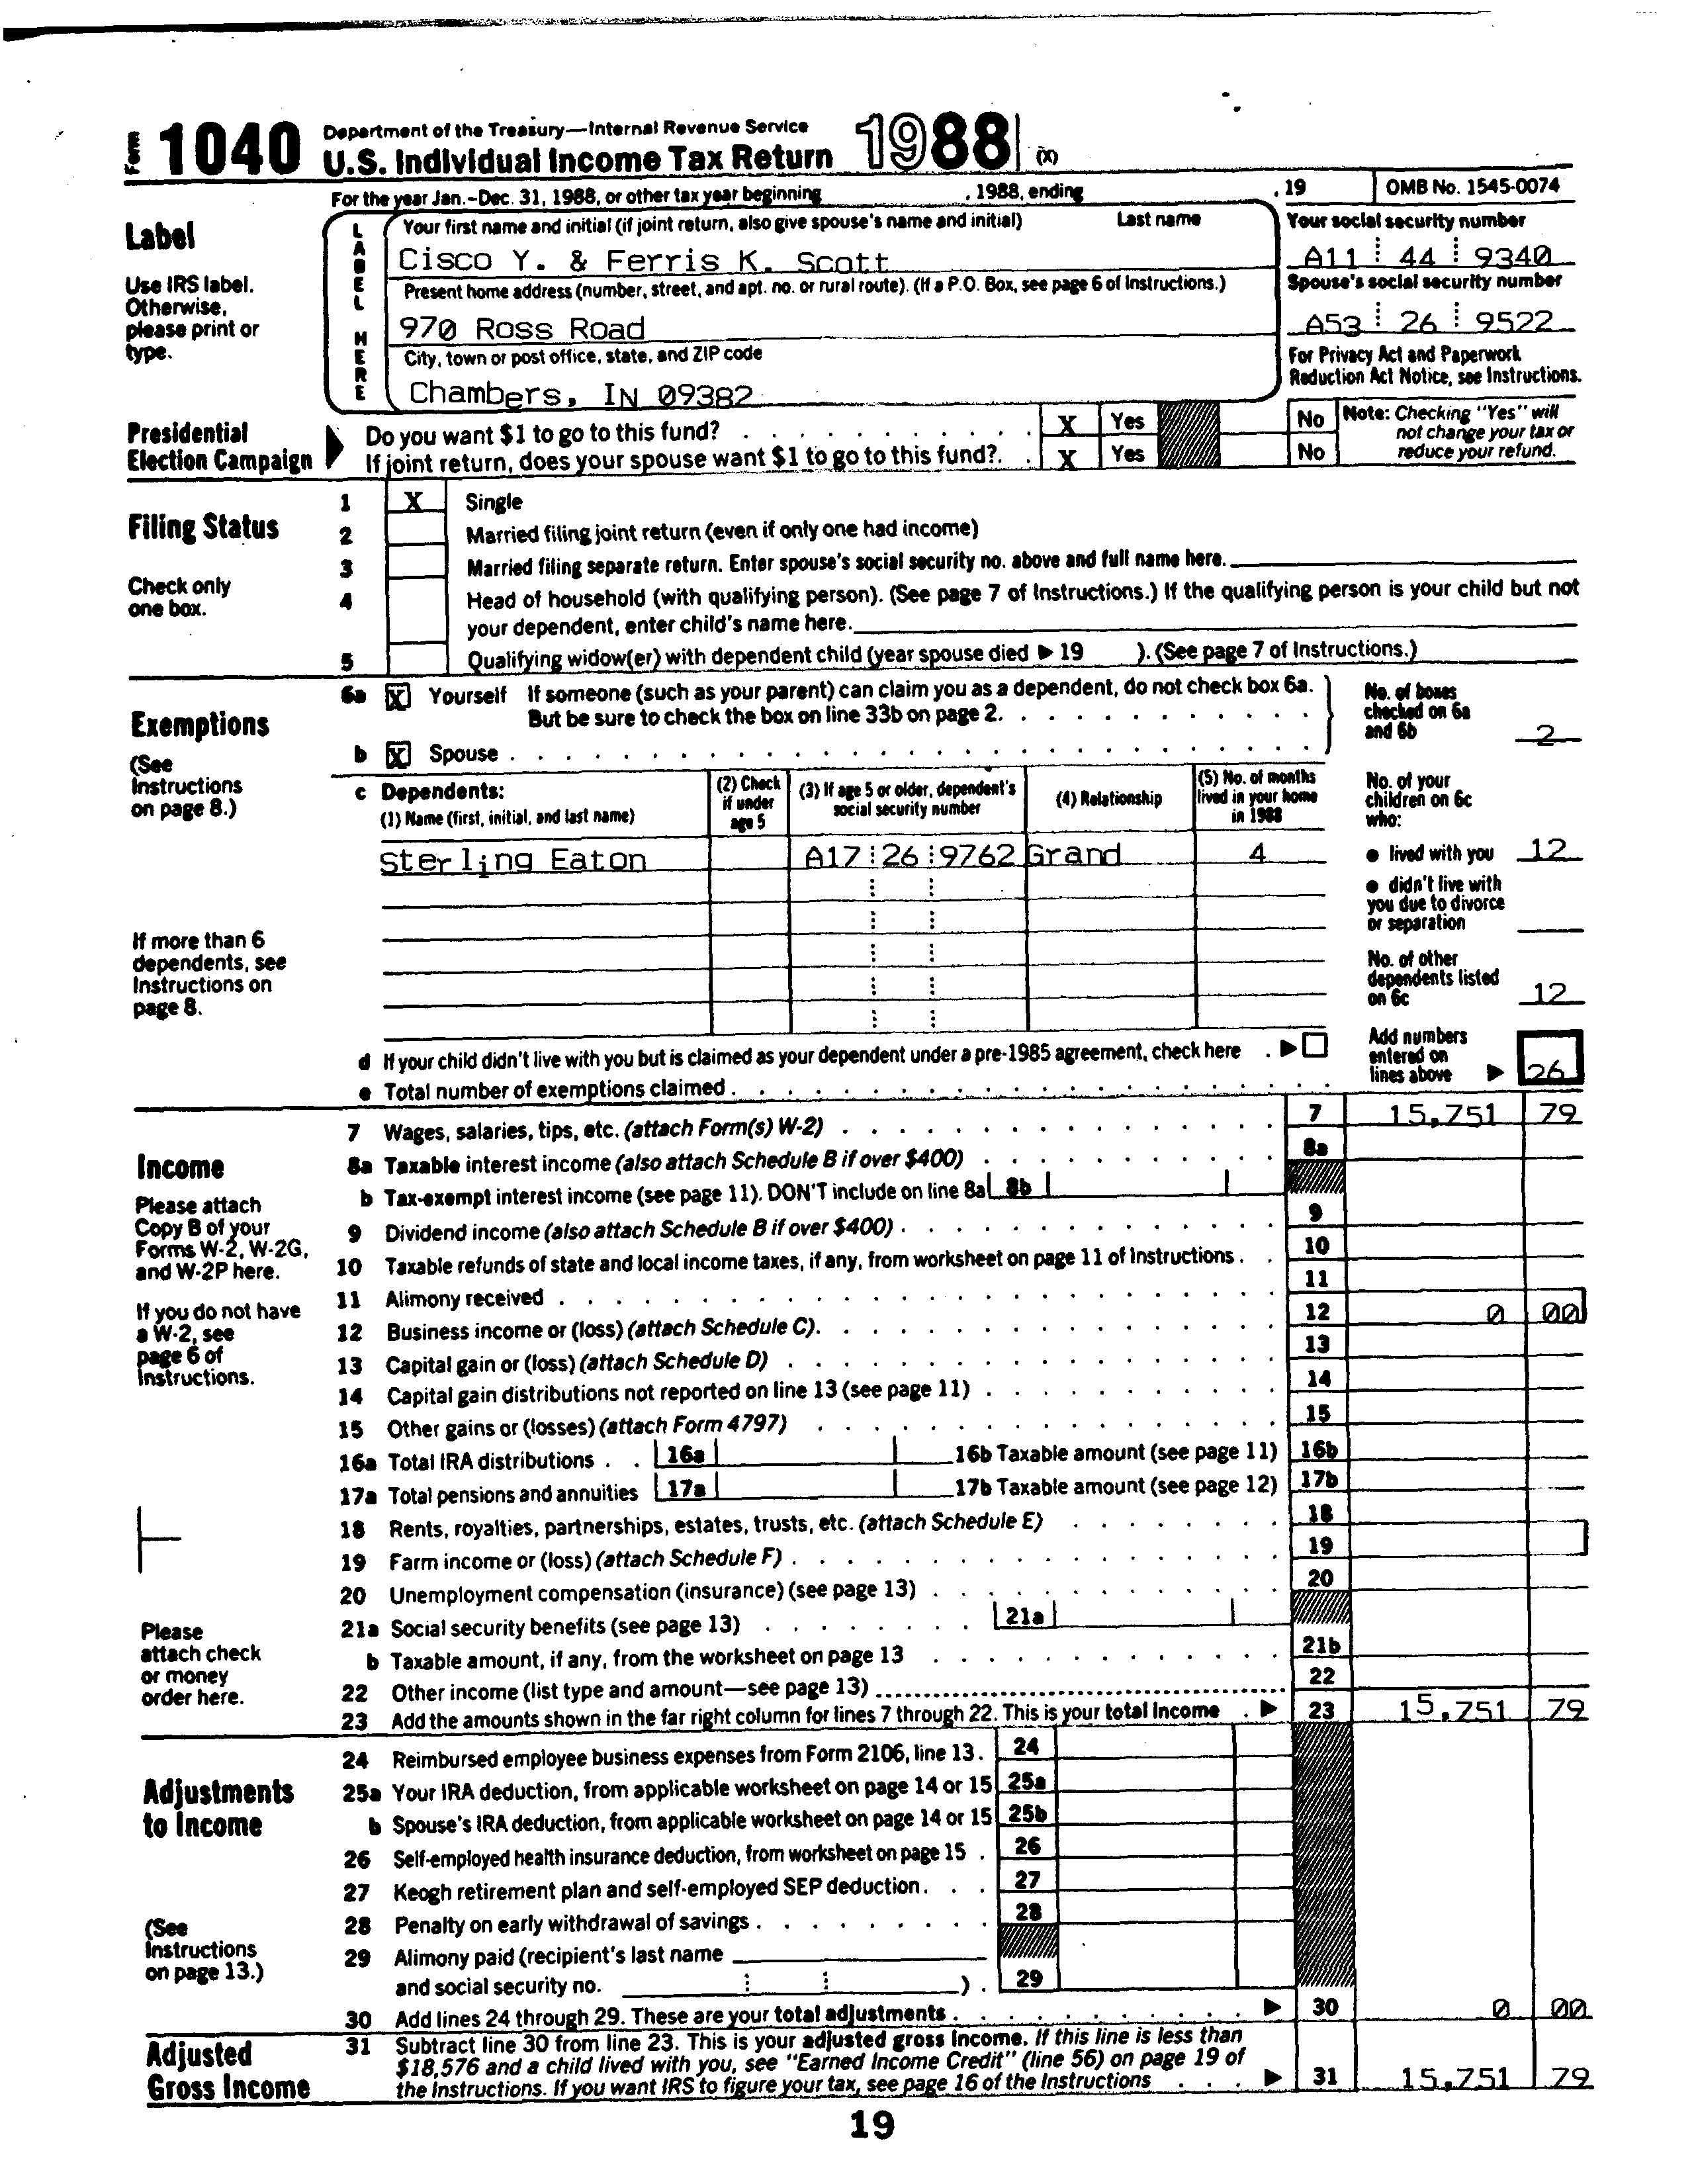 Form 1040 Department of the Treasury—Internal Revenue Service
U.S. Individual Income Tax Return 1988 (X)
For the year Jan.-Dec. 31, 1988, or other tax year beginning , 1988, ending , 19 OMB No. 1545-0074
Label
Use IRS label. Otherwise, please print or type.
LABEL HERE
Your first name and initial (if joint return, also give spouse's name and initial) Last name
Cisco Y. & Ferris K. Scott
Your social security number
A11 44 9340
Present home address (number, street, and apt. no. or rural route). (If a P.O. Box, see page 6 of Instructions.)
970 Ross Road
Spouse's social security number
A53 26 9522
City, town or post office, state, and ZIP code
Chambers, IN 09382
For Privacy Act and Paperwork Reduction Act Notice, see Instructions.
Presidential Election Campaign
Do you want $1 to go to this fund? X Yes No
If joint return, does your spouse want $1 to go to this fund? X Yes No
Note: Checking "Yes" will not change your tax or reduce your refund.
Filing Status
Check only one box.
1 X Single
2 Married filing joint return (even if only one had income)
3 Married filing separate return. Enter spouse's social security no. above and full name here.
4 Head of household (with qualifying person). (See page 7 of Instructions.) If the qualifying person is your child but not
your dependent, enter child's name here.
5 Qualifying widow(er) with dependent child (year spouse died ▶ 19 ). (See page 7 of Instructions.)
Exemptions
(See Instructions on page 8.)
6a X Yourself If someone (such as your parent) can claim you as a dependent, do not check box 6a.
But be sure to check the box on line 33b on page 2.
b X Spouse
No. of boxes checked on 6a and 6b 2
c Dependents:
(1) Name (first, initial, and last name)
(2) Check if under age 5
(3) If age 5 or older, dependent's social security number
(4) Relationship
(5) No. of months lived in your home in 1988
Sterling Eaton A17 26 9762 Grand 4
No. of your children on 6c who:
● lived with you 12
● didn't live with you due to divorce or separation
No. of other dependents listed on 6c 12
If more than 6 dependents, see Instructions on page 8.
d If your child didn't live with you but is claimed as your dependent under a pre-1985 agreement, check here ▶
e Total number of exemptions claimed
Add numbers entered on lines above ▶ 26
Income
Please attach Copy B of your Forms W-2, W-2G, and W-2P here.
If you do not have a W-2, see page 6 of Instructions.
7 Wages, salaries, tips, etc. (attach Form(s) W-2) 7 15,751 79
8a Taxable interest income (also attach Schedule B if over $400) 8a
b Tax-exempt interest income (see page 11). DON'T include on line 8a 8b
9 Dividend income (also attach Schedule B if over $400) 9
10 Taxable refunds of state and local income taxes, if any, from worksheet on page 11 of Instructions 10
11 Alimony received 11
12 Business income or (loss) (attach Schedule C) 12 0 00
13 Capital gain or (loss) (attach Schedule D) 13
14 Capital gain distributions not reported on line 13 (see page 11) 14
15 Other gains or (losses) (attach Form 4797) 15
16a Total IRA distributions 16a 16b Taxable amount (see page 11) 16b
17a Total pensions and annuities 17a 17b Taxable amount (see page 12) 17b
18 Rents, royalties, partnerships, estates, trusts, etc. (attach Schedule E) 18
19 Farm income or (loss) (attach Schedule F) 19
20 Unemployment compensation (insurance) (see page 13) 20
21a Social security benefits (see page 13) 21a
b Taxable amount, if any, from the worksheet on page 13 21b
22 Other income (list type and amount—see page 13) 22
23 Add the amounts shown in the far right column for lines 7 through 22. This is your total income ▶ 23 15,751 79
Please attach check or money order here.
Adjustments to Income
(See Instructions on page 13.)
24 Reimbursed employee business expenses from Form 2106, line 13. 24
25a Your IRA deduction, from applicable worksheet on page 14 or 15 25a
b Spouse's IRA deduction, from applicable worksheet on page 14 or 15 25b
26 Self-employed health insurance deduction, from worksheet on page 15 26
27 Keogh retirement plan and self-employed SEP deduction 27
28 Penalty on early withdrawal of savings 28
29 Alimony paid (recipient's last name
and social security no. ) 29
30 Add lines 24 through 29. These are your total adjustments ▶ 30 0 00
Adjusted Gross Income
31 Subtract line 30 from line 23. This is your adjusted gross income. If this line is less than
$18,576 and a child lived with you, see "Earned Income Credit" (line 56) on page 19 of
the Instructions. If you want IRS to figure your tax, see page 16 of the Instructions ▶ 31 15,751 79
19